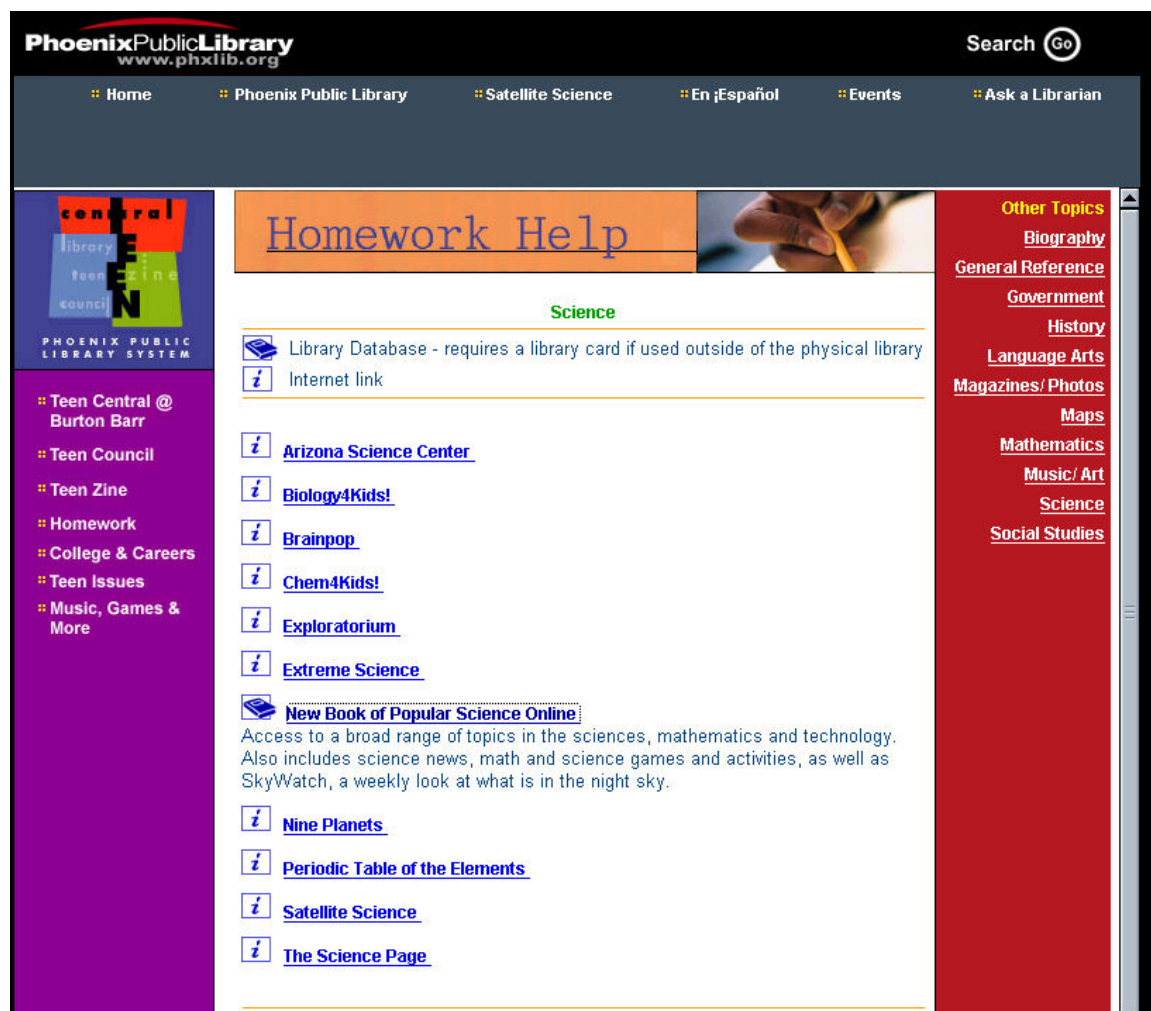 PhoenixPublicLibrary
www.phxlib.org
Search Go
Home Phoenix Public Library Satellite Science En ¡Español Events Ask a Librarian
central
library
teen zine
council
TEEN
PHOENIX PUBLIC
LIBRARY SYSTEM
Teen Central @
Burton Barr
Teen Council
Teen Zine
Homework
College & Careers
Teen Issues
Music, Games &
More
Homework Help
Science
Library Database - requires a library card if used outside of the physical library
i Internet link
i Arizona Science Center
i Biology4Kids!
i Brainpop
i Chem4Kids!
i Exploratorium
i Extreme Science
New Book of Popular Science Online
Access to a broad range of topics in the sciences, mathematics and technology.
Also includes science news, math and science games and activities, as well as
SkyWatch, a weekly look at what is in the night sky.
i Nine Planets
i Periodic Table of the Elements
i Satellite Science
i The Science Page
Other Topics
Biography
General Reference
Government
History
Language Arts
Magazines/ Photos
Maps
Mathematics
Music/ Art
Science
Social Studies